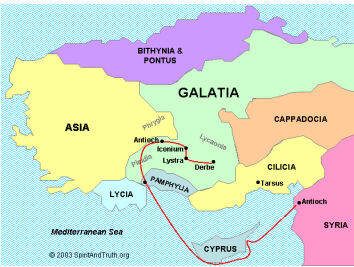 BITHYNIA &
PONTUS
GALATIA
CAPPADOCIA
Phrygia
ASIA
Antioch
Lycaonia
Iconium
Pisidia
Lystra
Derbe
CILICIA
PAMPHYLIA
Tarsus
LYCIA
Antioch
SYRIA
Mediterranean Sea
CYPRUS
© 2003 SpiritAndTruth.org